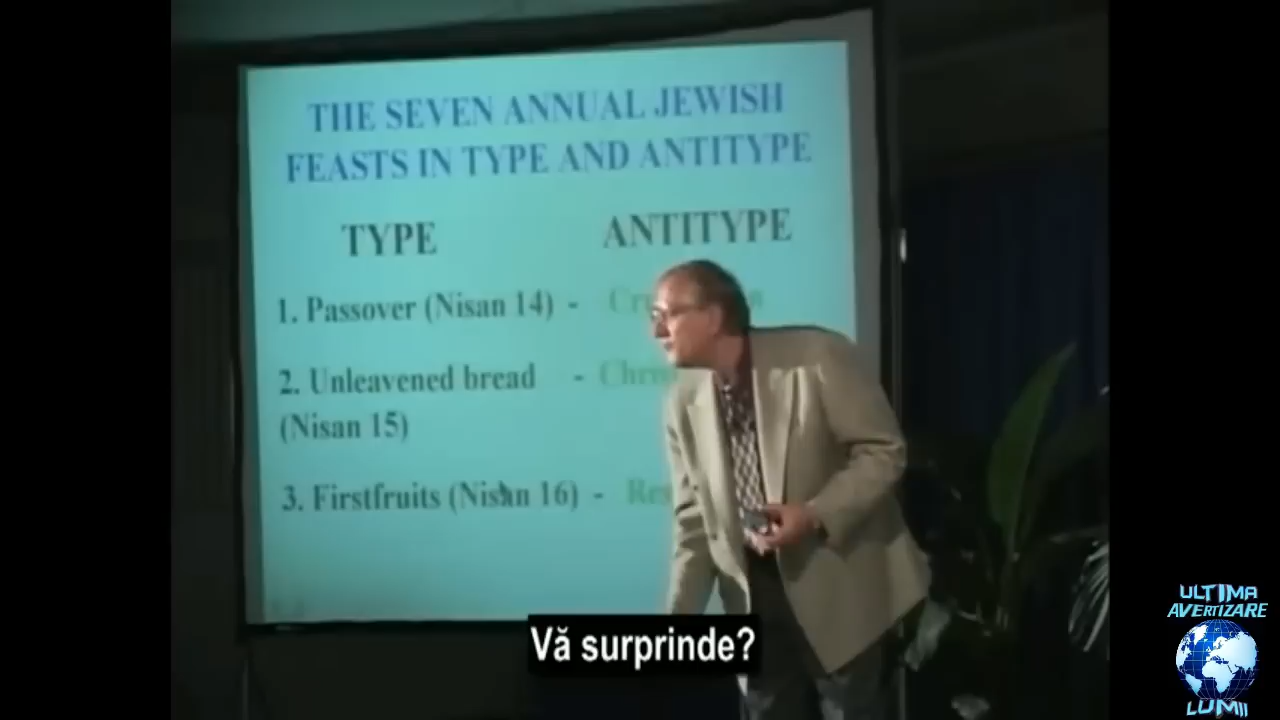 THE SEVEN ANNUAL JEWISH
FEASTS IN TYPE AND ANTITYPE
TYPE ANTITYPE
1. Passover (Nisan 14) -
2. Unleavened bread -
(Nisan 15)
3. Firstfruits (Nisan 16) -
Vă surprinde?
ULTIMA
AVERTIZARE
LUMII